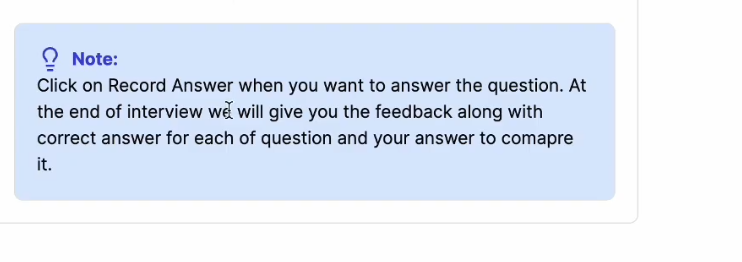 Note:
Click on Record Answer when you want to answer the question. At
the end of interview we will give you the feedback along with
correct answer for each of question and your answer to comapre
it.